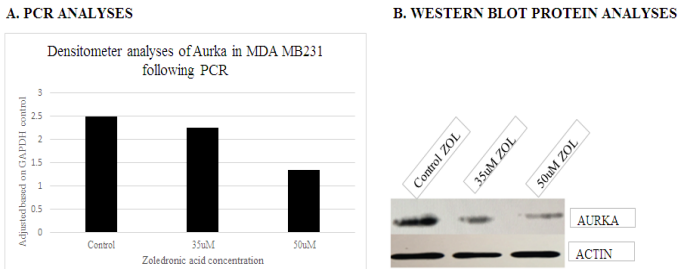 A. PCR ANALYSES
B. WESTERN BLOT PROTEIN ANALYSES
Densitometer analyses of Aurka in MDA MB231
following PCR
Adjusted based on GAPDH control
3
2.5
2
1.5
1
0.5
0
Control
35uM
50uM
Zoledronic acid concentration
Control ZOL
35uM ZOL
50uM ZOL
AURKA
ACTIN